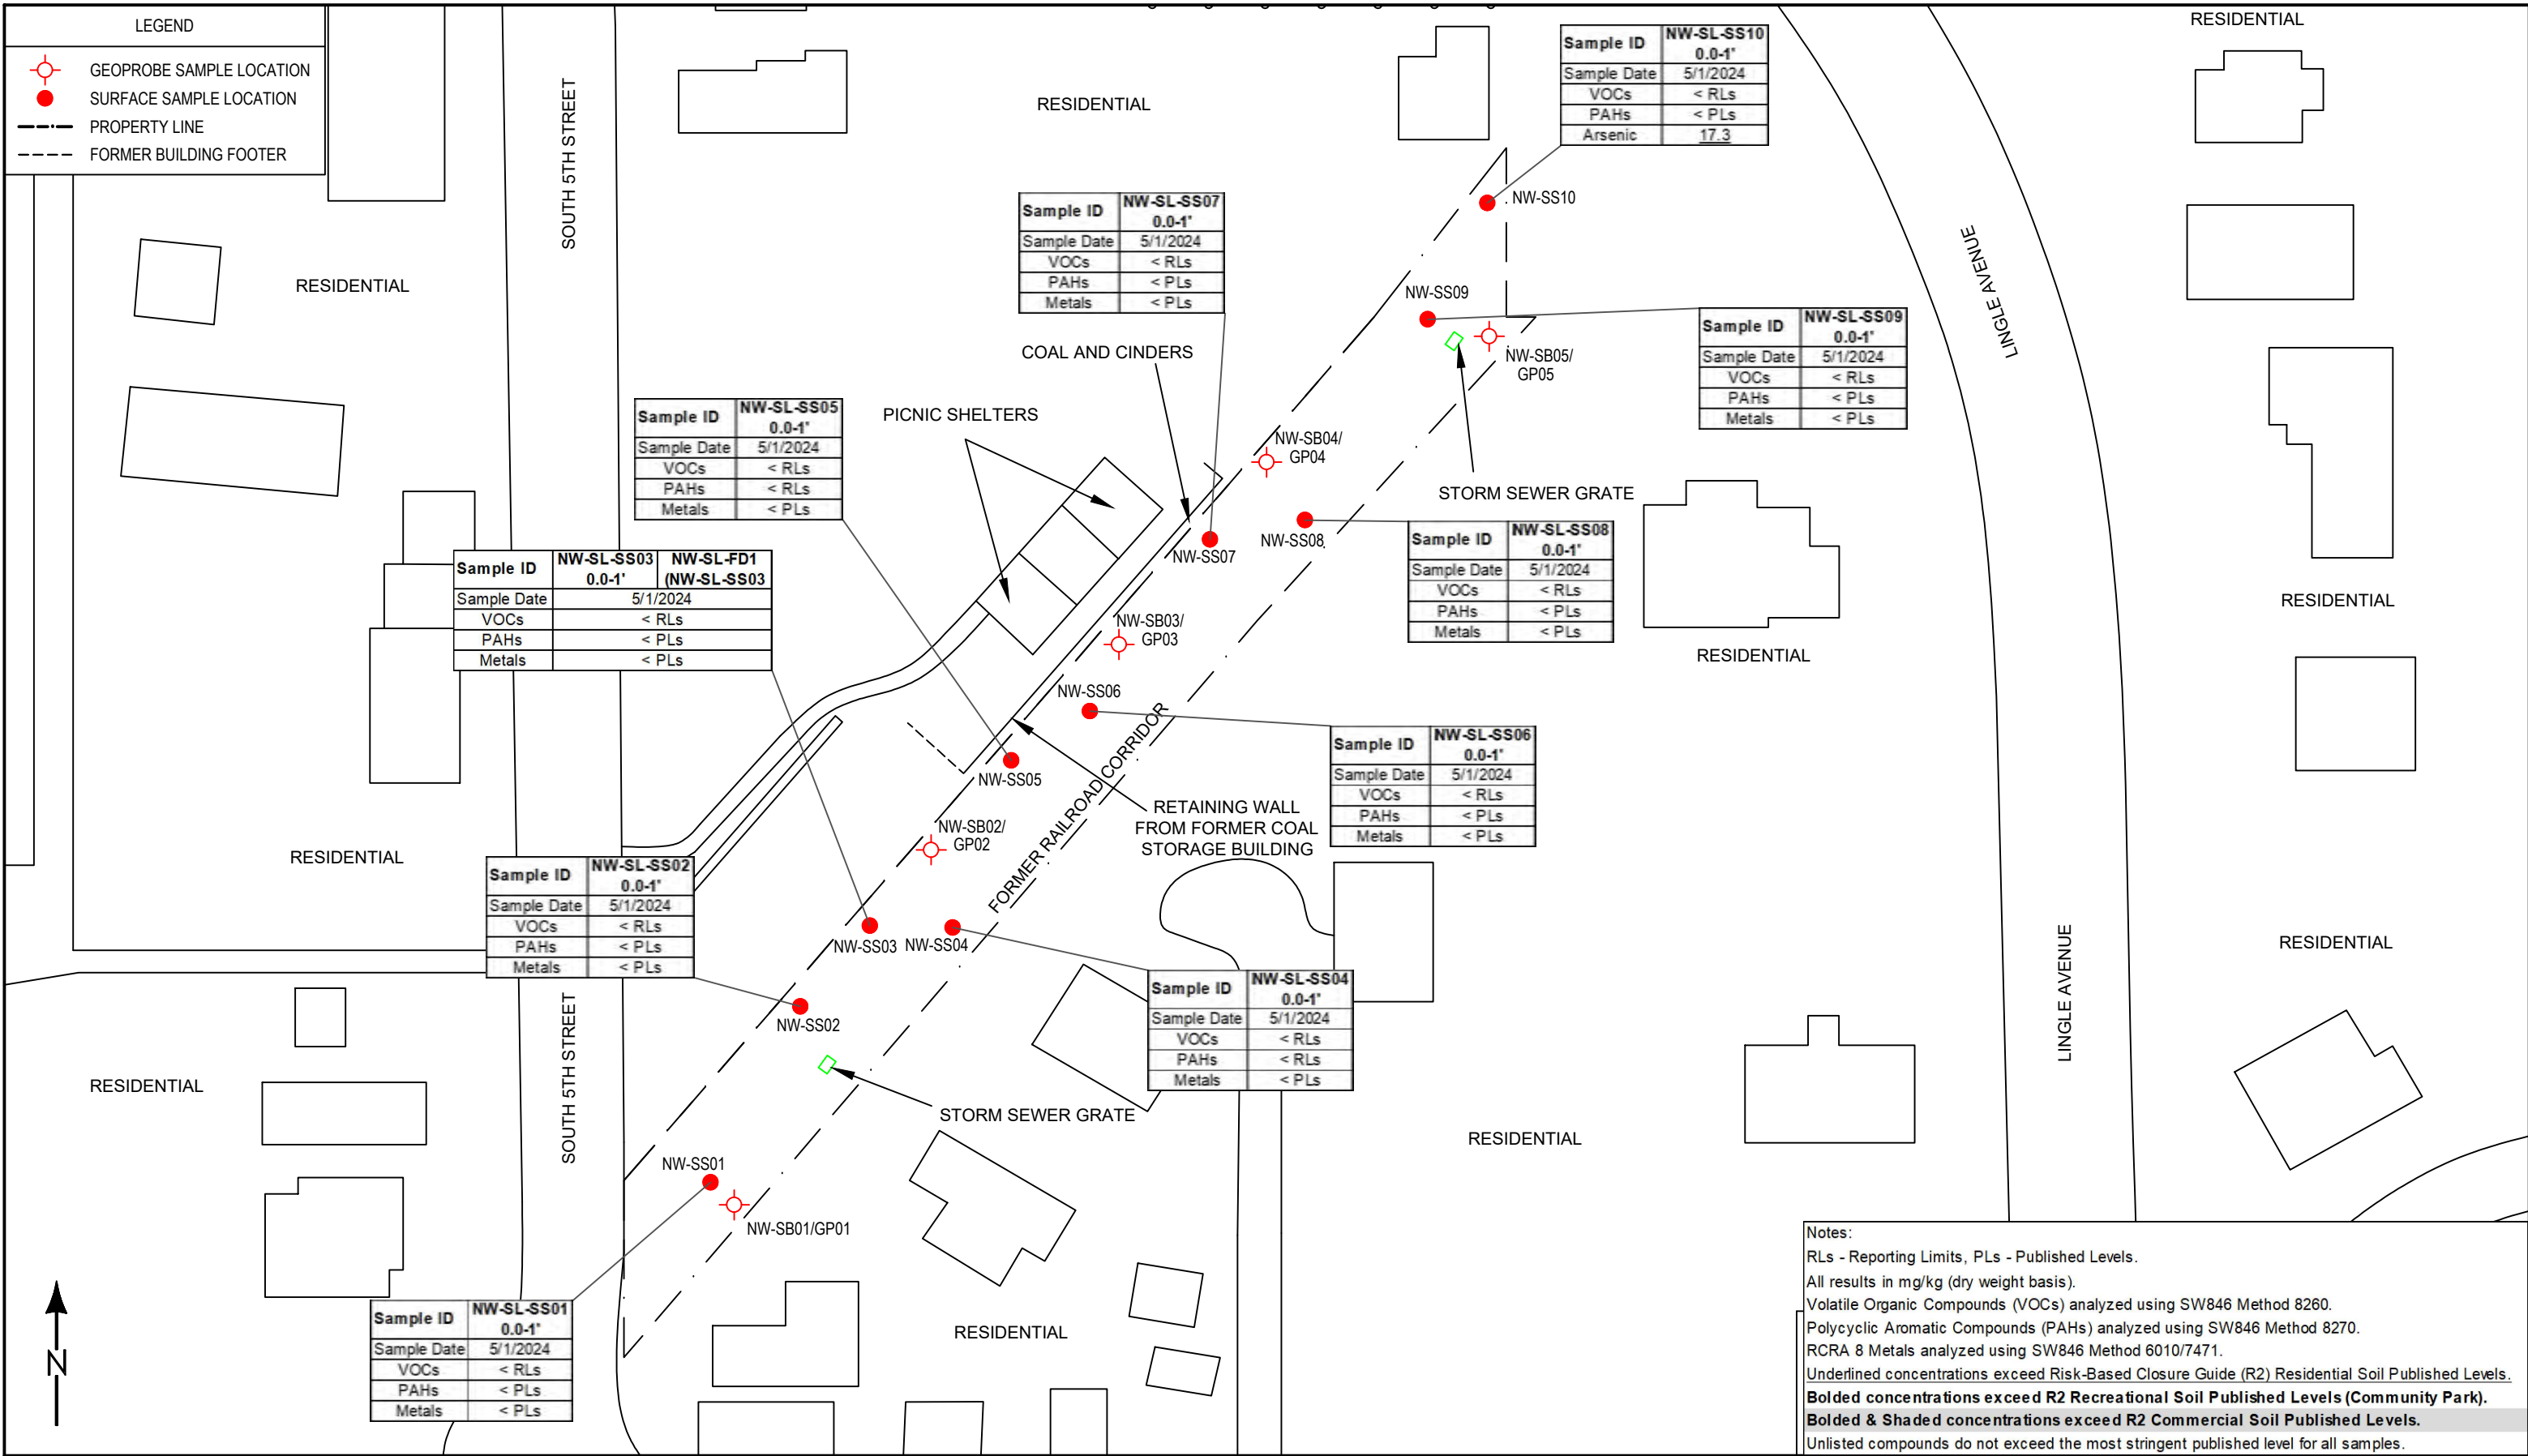 LEGEND
GEOPROBE SAMPLE LOCATION
SURFACE SAMPLE LOCATION
PROPERTY LINE
FORMER BUILDING FOOTER
SOUTH 5TH STREET
RESIDENTIAL
RESIDENTIAL
RESIDENTIAL
Sample ID NW-SL-SS10 0.0-1'
Sample Date 5/1/2024
VOCs < RLs
PAHs < PLs
Arsenic 17.3
NW-SS10
Sample ID NW-SL-SS07 0.0-1'
Sample Date 5/1/2024
VOCs < RLs
PAHs < PLs
Metals < PLs
LINGLE AVENUE
NW-SS09
Sample ID NW-SL-SS09 0.0-1'
Sample Date 5/1/2024
VOCs < RLs
PAHs < PLs
Metals < PLs
COAL AND CINDERS
NW-SB05/
GP05
Sample ID NW-SL-SS05 0.0-1'
Sample Date 5/1/2024
VOCs < RLs
PAHs < RLs
Metals < PLs
PICNIC SHELTERS
NW-SB04/
GP04
STORM SEWER GRATE
NW-SS07
NW-SS08
Sample ID NW-SL-SS08 0.0-1'
Sample Date 5/1/2024
VOCs < RLs
PAHs < PLs
Metals < PLs
Sample ID NW-SL-SS03 0.0-1' NW-SL-FD1 (NW-SL-SS03
Sample Date 5/1/2024
VOCs < RLs
PAHs < PLs
Metals < PLs
RESIDENTIAL
NW-SB03/
GP03
RESIDENTIAL
NW-SS06
Sample ID NW-SL-SS06 0.0-1'
Sample Date 5/1/2024
VOCs < RLs
PAHs < PLs
Metals < PLs
NW-SS05
FORMER RAILROAD CORRIDOR
RETAINING WALL
FROM FORMER COAL
STORAGE BUILDING
NW-SB02/
GP02
RESIDENTIAL
Sample ID NW-SL-SS02 0.0-1'
Sample Date 5/1/2024
VOCs < RLs
PAHs < PLs
Metals < PLs
NW-SS03
NW-SS04
RESIDENTIAL
LINGLE AVENUE
Sample ID NW-SL-SS04 0.0-1'
Sample Date 5/1/2024
VOCs < RLs
PAHs < RLs
Metals < PLs
NW-SS02
SOUTH 5TH STREET
RESIDENTIAL
STORM SEWER GRATE
RESIDENTIAL
NW-SS01
NW-SB01/GP01
Sample ID NW-SL-SS01 0.0-1'
Sample Date 5/1/2024
VOCs < RLs
PAHs < PLs
Metals < PLs
RESIDENTIAL
N
Notes:
RLs - Reporting Limits, PLs - Published Levels.
All results in mg/kg (dry weight basis).
Volatile Organic Compounds (VOCs) analyzed using SW846 Method 8260.
Polycyclic Aromatic Compounds (PAHs) analyzed using SW846 Method 8270.
RCRA 8 Metals analyzed using SW846 Method 6010/7471.
Underlined concentrations exceed Risk-Based Closure Guide (R2) Residential Soil Published Levels.
Bolded concentrations exceed R2 Recreational Soil Published Levels (Community Park).
Bolded & Shaded concentrations exceed R2 Commercial Soil Published Levels.
Unlisted compounds do not exceed the most stringent published level for all samples.